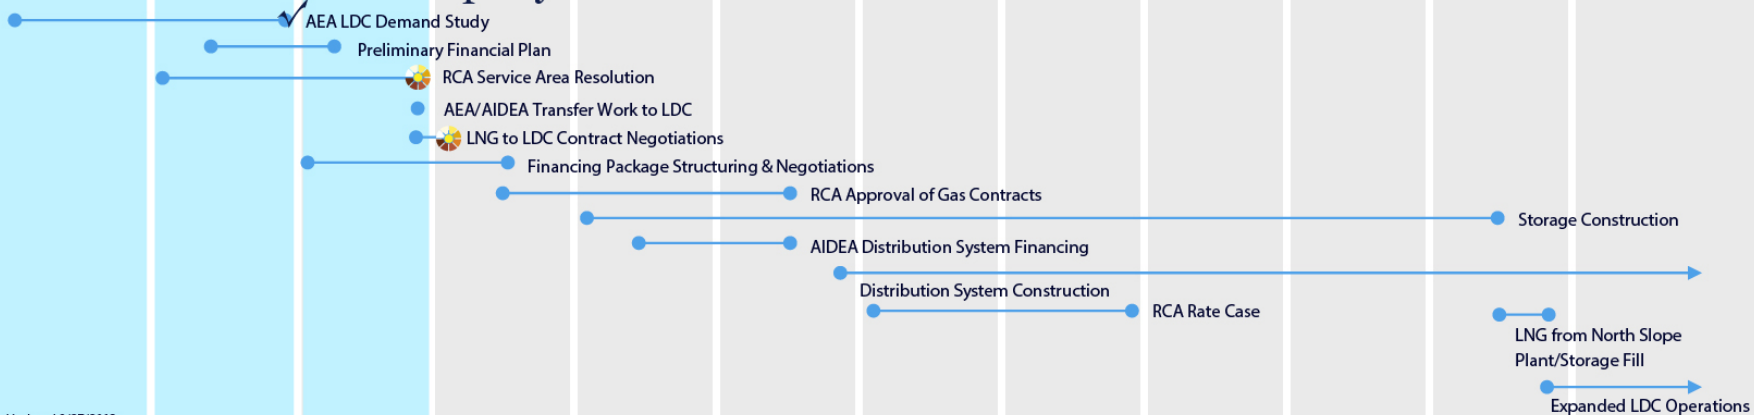 AEA LDC Demand Study
Preliminary Financial Plan
RCA Service Area Resolution
AEA/AIDEA Transfer Work to LDC
LNG to LDC Contract Negotiations
Financing Package Structuring & Negotiations
RCA Approval of Gas Contracts
Storage Construction
AIDEA Distribution System Financing
Distribution System Construction
RCA Rate Case
LNG from North Slope
Plant/Storage Fill
Expanded LDC Operations